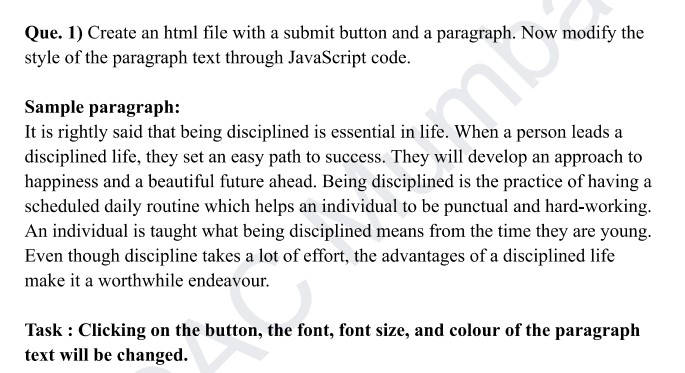 Que. 1) Create an html file with a submit button and a paragraph. Now modify the
style of the paragraph text through JavaScript code.
Sample paragraph:
It is rightly said that being disciplined is essential in life. When a person leads a
disciplined life, they set an easy path to success. They will develop an approach to
happiness and a beautiful future ahead. Being disciplined is the practice of having a
scheduled daily routine which helps an individual to be punctual and hard-working.
An individual is taught what being disciplined means from the time they are young.
Even though discipline takes a lot of effort, the advantages of a disciplined life
make it a worthwhile endeavour.
Task : Clicking on the button, the font, font size, and colour of the paragraph
text will be changed.